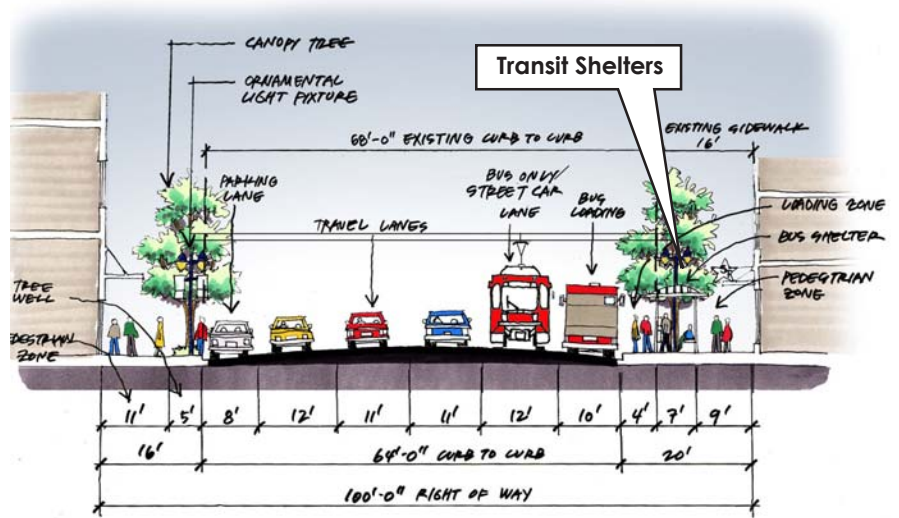 CANOPY TREE
ORNAMENTAL
LIGHT FIXTURE
Transit Shelters
68'-0" EXISTING CURB TO CURB
EXISTING SIDEWALK
16'
PARKING
LANE
TRAVEL LANES
BUS ONLY/
STREET CAR
LANE
BUS
LOADING
LOADING ZONE
BUS SHELTER
PEDESTRIAN
ZONE
TREE
WELL
EDESTRIAN
ZONE
11' 5' 8' 12' 11' 11' 12' 10' 4' 7' 9'
16' 64'-0" CURB TO CURB 20'
100'-0" RIGHT OF WAY